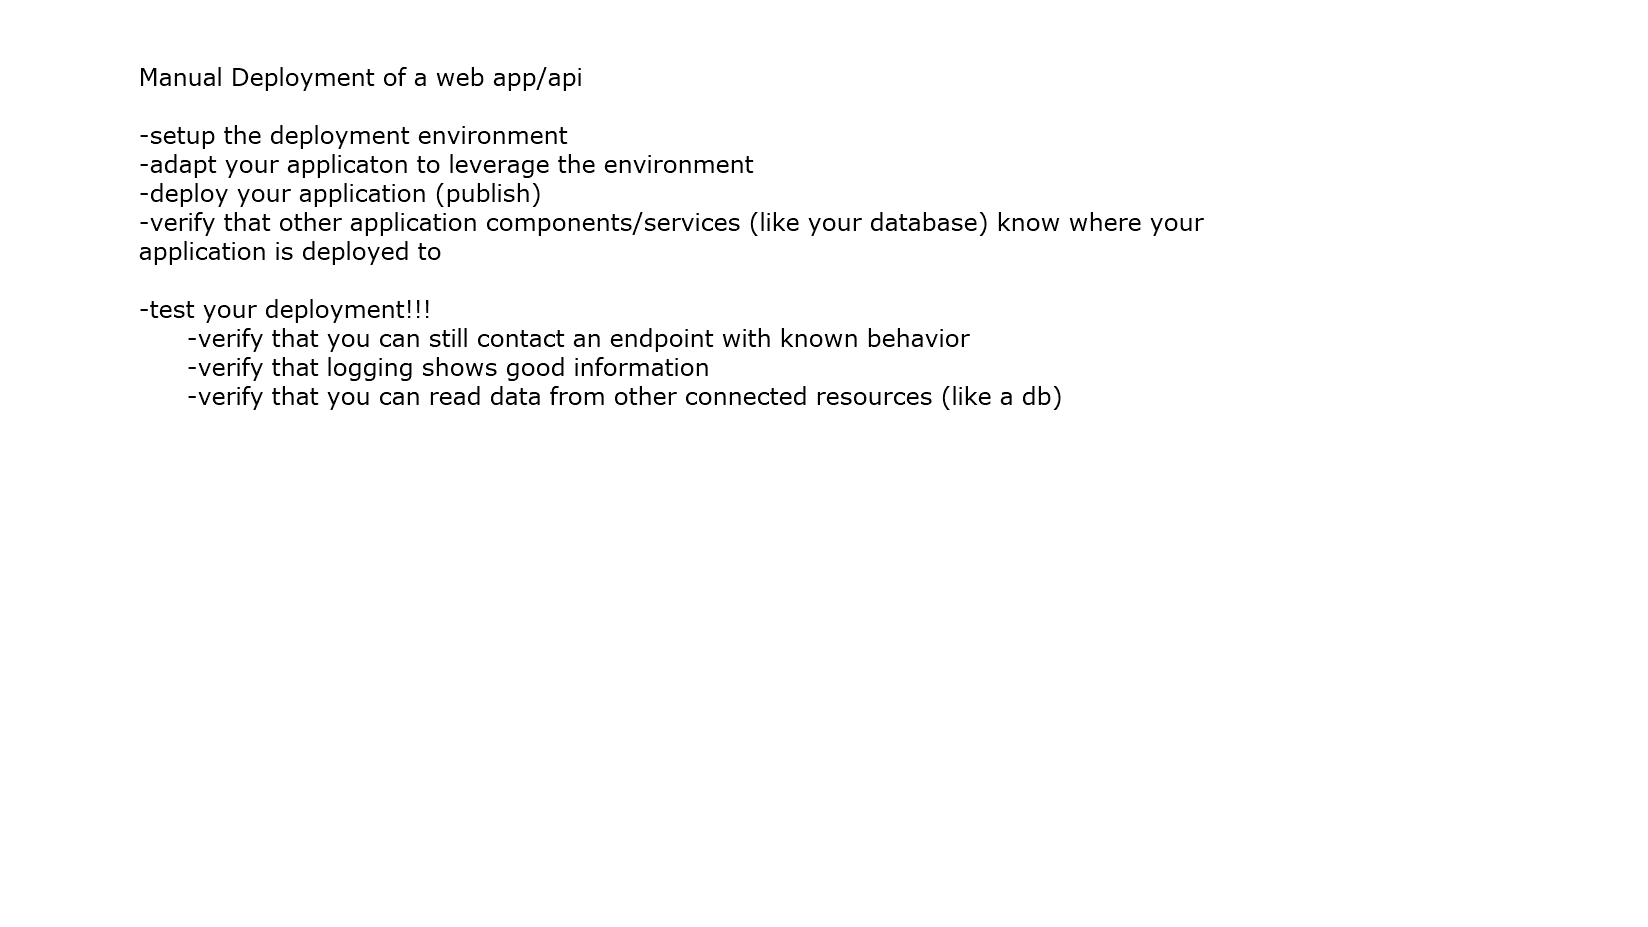 Manual Deployment of a web app/api
-setup the deployment environment
-adapt your applicaton to leverage the environment
-deploy your application (publish)
-verify that other application components/services (like your database) know where your
application is deployed to
-test your deployment!!!
-verify that you can still contact an endpoint with known behavior
-verify that logging shows good information
-verify that you can read data from other connected resources (like a db)